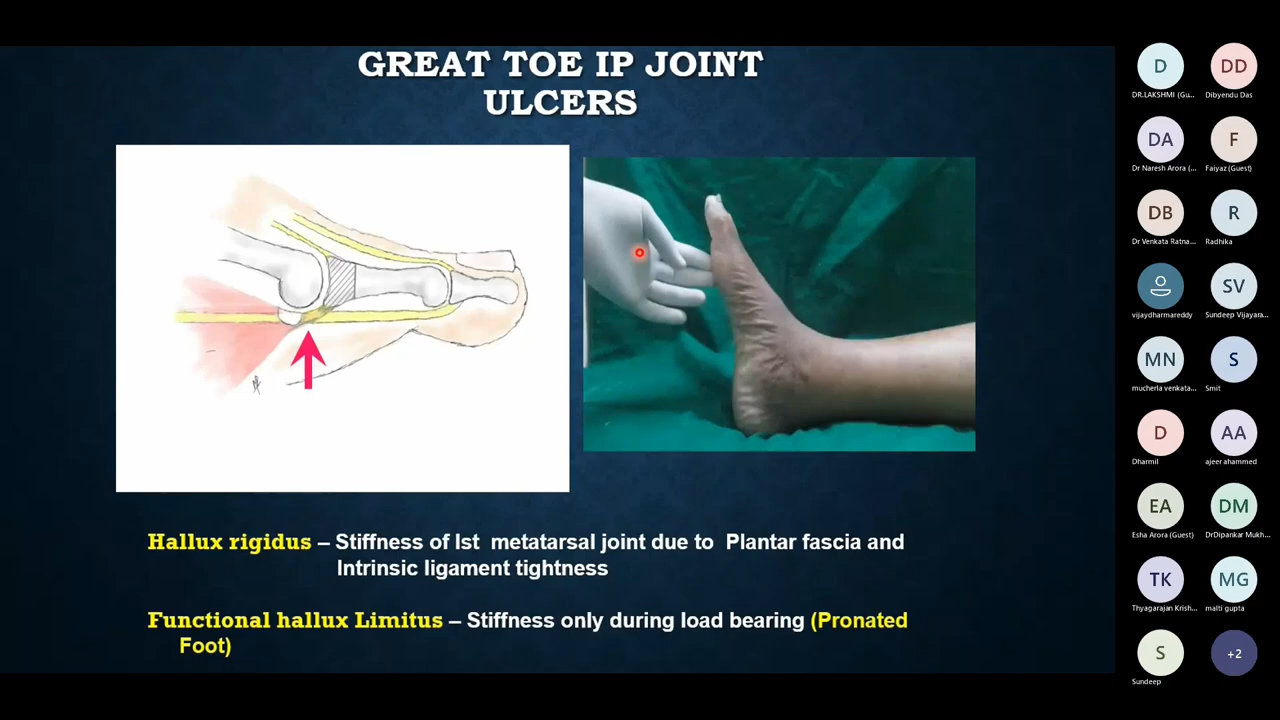 GREAT TOE IP JOINT
ULCERS
Hallux rigidus – Stiffness of Ist metatarsal joint due to Plantar fascia and
Intrinsic ligament tightness
Functional hallux Limitus – Stiffness only during load bearing (Pronated
Foot)
D
DD
DR.LAKSHMI (Gu...
Dibyendu Das
DA
F
Dr Naresh Arora (...
Faiyaz (Guest)
DB
R
Dr Venkata Ratna...
Radhika
SV
vijaydharmareddy
Sundeep Vijayara...
MN
S
mucherla venkata...
Smit
D
AA
Dharmil
ajeer ahammed
EA
DM
Esha Arora (Guest)
DrDipankar Mukh...
TK
MG
Thyagarajan Krish...
malti gupta
S
+2
Sundeep